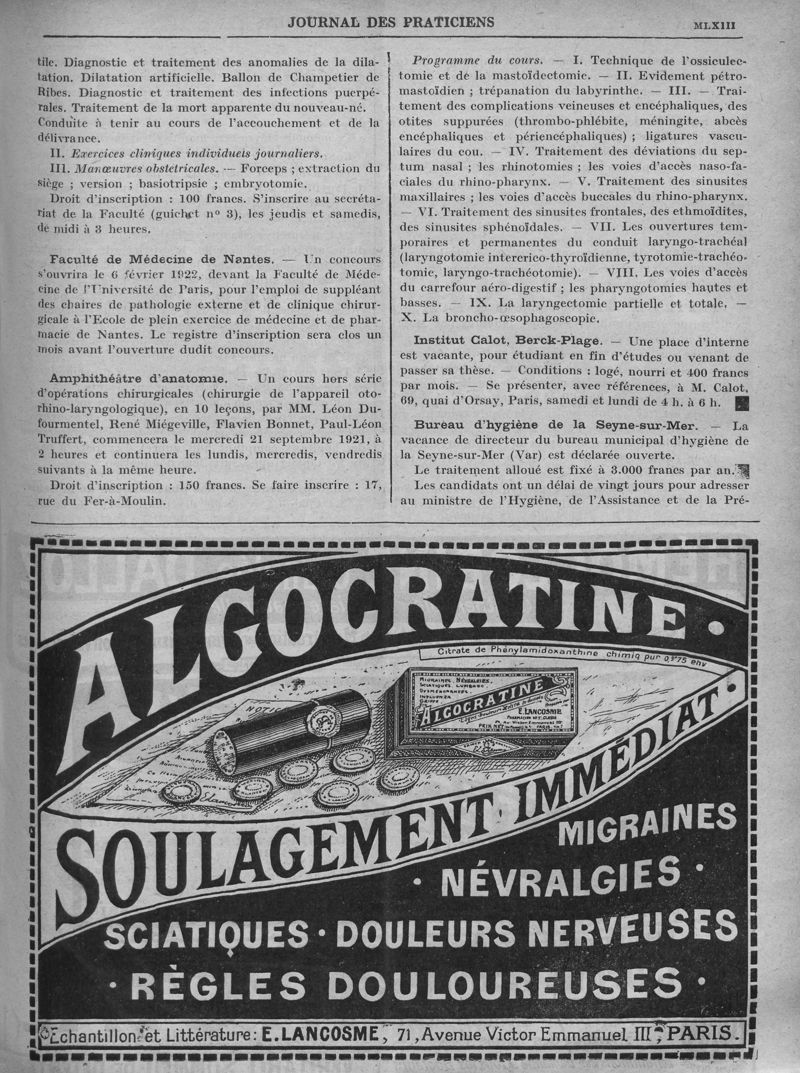 JOURNAL DES PRATICIENS
MLXIII
tile. Diagnostic et traitement des anomalies de la dila-
tation. Dilatation artificielle. Ballon de Champetier de
Ribes. Diagnostic et traitement des infections puerpé-
rales. Traitement de la mort apparente du nouveau-né.
Conduite à tenir au cours de l'accouchement et de la
délivrance.
II. Exercices cliniques individuels journaliers.
III. Manœuvres obstétricales. — Forceps ; extraction du
siège ; version ; basiotripsie ; embryotomie.
Droit d'inscription : 100 francs. S'inscrire au secréta-
riat de la Faculté (guichet n° 3), les jeudis et samedis,
de midi à 3 heures.
Faculté de Médecine de Nantes. — Un concours
s'ouvrira le 6 février 1922, devant la Faculté de Méde-
cine de l'Université de Paris, pour l'emploi de suppléant
des chaires de pathologie externe et de clinique chirur-
gicale à l'Ecole de plein exercice de médecine et de phar-
macie de Nantes. Le registre d'inscription sera clos un
mois avant l'ouverture dudit concours.
Amphithéâtre d'anatomie. — Un cours hors série
d'opérations chirurgicales (chirurgie de l'appareil oto-
rhino-laryngologique), en 10 leçons, par MM. Léon Du-
fourmentel, René Miégeville, Flavien Bonnet, Paul-Léon
Truffert, commencera le mercredi 21 septembre 1921, à
2 heures et continuera les lundis, mercredis, vendredis
suivants à la même heure.
Droit d'inscription : 150 francs. Se faire inscrire : 17,
rue du Fer-à-Moulin.
Programme du cours. — I. Technique de l'ossiculec-
tomie et de la mastoïdectomie. — II. Evidement pétro-
mastoïdien ; trépanation du labyrinthe. — III. — Trai-
tement des complications veineuses et encéphaliques, des
otites suppurées (thrombo-phlébite, méningite, abcès
encéphaliques et périencéphaliques) ; ligatures vascu-
laires du cou. — IV. Traitement des déviations du sep-
tum nasal ; les rhinotomies ; les voies d'accès naso-fa-
ciales du rhino-pharynx. — V. Traitement des sinusites
maxillaires ; les voies d'accès buccales du rhino-pharynx.
— VI. Traitement des sinusites frontales, des ethmoïdites,
des sinusites sphénoïdales. — VII. Les ouvertures tem-
poraires et permanentes du conduit laryngo-trachéal
(laryngotomie intercrico-thyroïdienne, tyrotomie-trachéo-
tomie, laryngo-trachéotomie). — VIII. Les voies d'accès
du carrefour aéro-digestif ; les pharyngotomies hautes et
basses. — IX. La laryngectomie partielle et totale. —
X. La broncho-œsophagoscopie.
Institut Calot, Berck-Plage. — Une place d'interne
est vacante, pour étudiant en fin d'études ou venant de
passer sa thèse. — Conditions : logé, nourri et 400 francs
par mois. — Se présenter, avec références, à M. Calot,
69, quai d'Orsay, Paris, samedi et lundi de 4 h. à 6 h.
Bureau d'hygiène de la Seyne-sur-Mer. — La
vacance de directeur du bureau municipal d'hygiène de
la Seyne-sur-Mer (Var) est déclarée ouverte.
Le traitement alloué est fixé à 3.000 francs par an.
Les candidats ont un délai de vingt jours pour adresser
au ministre de l'Hygiène, de l'Assistance et de la Pré-
ALGOCRATINE
Citrate de Phénylamidoxanthine chimiq pur 0,gr75 env
NOTICE
MIGRAINES, NÉVRALGIES,
SCIATIQUES, LUMBAGO,
DYSMÉNORRHÉE,
INFLUENZA
GRIPPE
ALGOCRATINE
E. LANCOSME
SOULAGEMENT IMMÉDIAT
MIGRAINES
· NÉVRALGIES ·
SCIATIQUES · DOULEURS NERVEUSES
· RÈGLES DOULOUREUSES ·
Echantillon et Littérature : E. LANCOSME, 71, Avenue Victor Emmanuel III, PARIS.